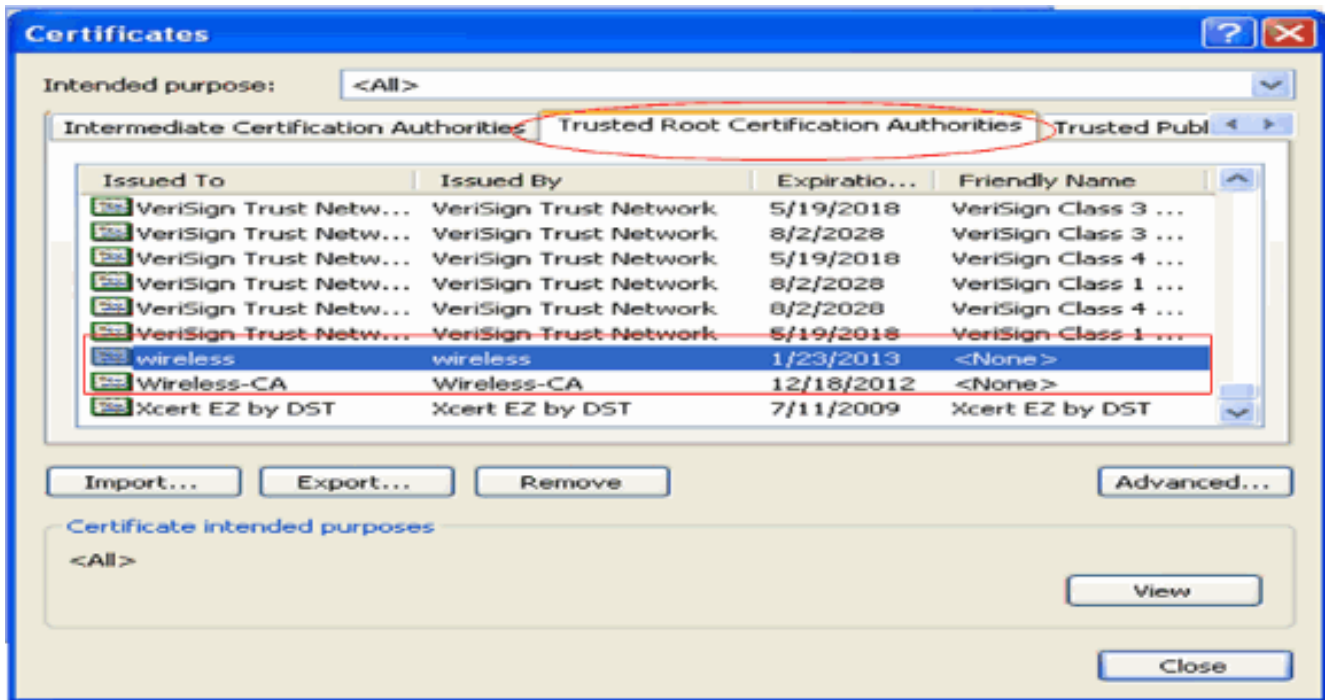 Certificates
Intended purpose: <All>
Intermediate Certification Authorities Trusted Root Certification Authorities Trusted Publ
Issued To Issued By Expiratio... Friendly Name
VeriSign Trust Netw... VeriSign Trust Network 5/19/2018 VeriSign Class 3 ...
VeriSign Trust Netw... VeriSign Trust Network 8/2/2028 VeriSign Class 3 ...
VeriSign Trust Netw... VeriSign Trust Network 5/19/2018 VeriSign Class 4 ...
VeriSign Trust Netw... VeriSign Trust Network 8/2/2028 VeriSign Class 1 ...
VeriSign Trust Netw... VeriSign Trust Network 8/2/2028 VeriSign Class 4 ...
VeriSign Trust Netw... VeriSign Trust Network 5/19/2018 VeriSign Class 1 ...
wireless wireless 1/23/2013 <None>
Wireless-CA Wireless-CA 12/18/2012 <None>
Xcert EZ by DST Xcert EZ by DST 7/11/2009 Xcert EZ by DST
Import... Export... Remove Advanced...
Certificate intended purposes
<All>
View
Close